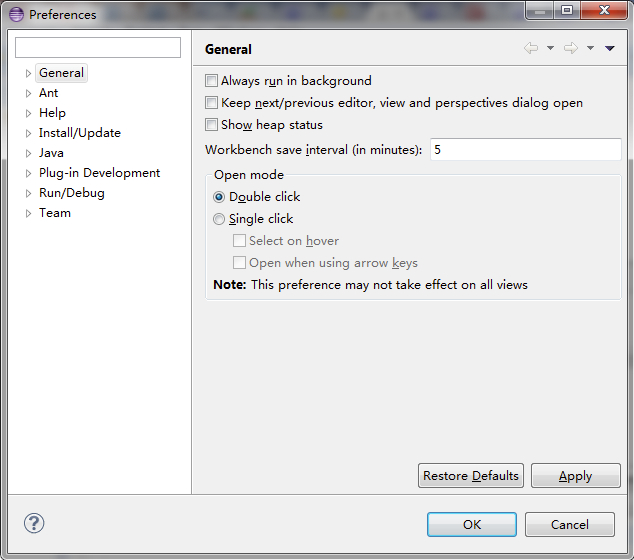 Preferences
General
Ant
Help
Install/Update
Java
Plug-in Development
Run/Debug
Team
General
Always run in background
Keep next/previous editor, view and perspectives dialog open
Show heap status
Workbench save interval (in minutes): 5
Open mode
Double click
Single click
Select on hover
Open when using arrow keys
Note: This preference may not take effect on all views
Restore Defaults Apply
? OK Cancel